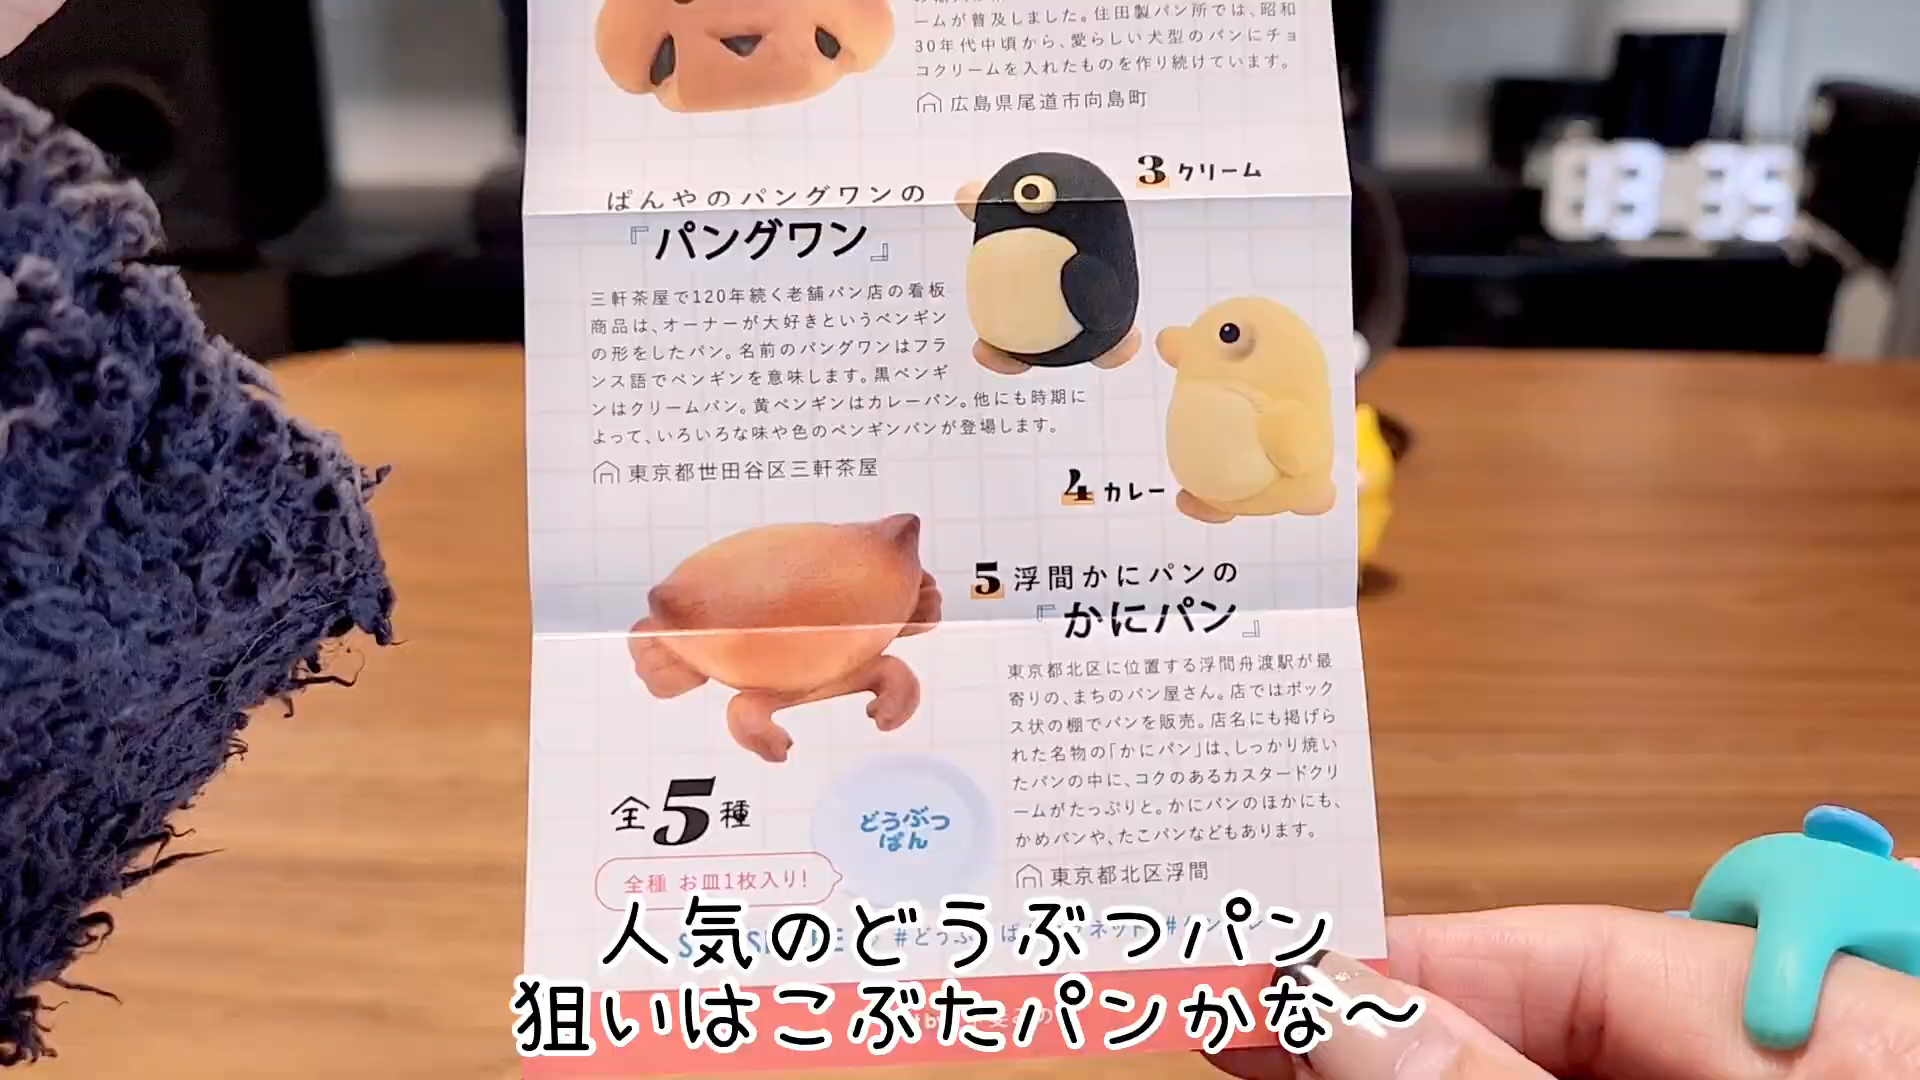 ームが普及しました。住田製パン所では、昭和
30年代中頃から、愛らしい犬型のパンにチョ
コクリームを入れたものを作り続けています。
広島県尾道市向島町
3 クリーム
ぱんやのパングワンの
『パングワン』
三軒茶屋で120年続く老舗パン店の看板
商品は、オーナーが大好きというペンギン
の形をしたパン。名前のパングワンはフラ
ンス語でペンギンを意味します。黒ペンギ
ンはクリームパン。黄ペンギンはカレーパン。他にも時期に
よって、いろいろな味や色のペンギンパンが登場します。
東京都世田谷区三軒茶屋
4 カレー
5 浮間かにパンの
『かにパン』
東京都北区に位置する浮間舟渡駅が最
寄りの、まちのパン屋さん。店ではボック
ス状の棚でパンを販売。店名にも掲げら
れた名物の「かにパン」は、しっかり焼い
たパンの中に、コクのあるカスタードクリ
ームがたっぷりと。かにパンのほかにも、
かめパンや、たこパンなどもあります。
東京都北区浮間
全5種
どうぶつ
ぱん
全種 お皿1枚入り!
人気のどうぶつパン
狙いはこぶたパンかな〜
13:35